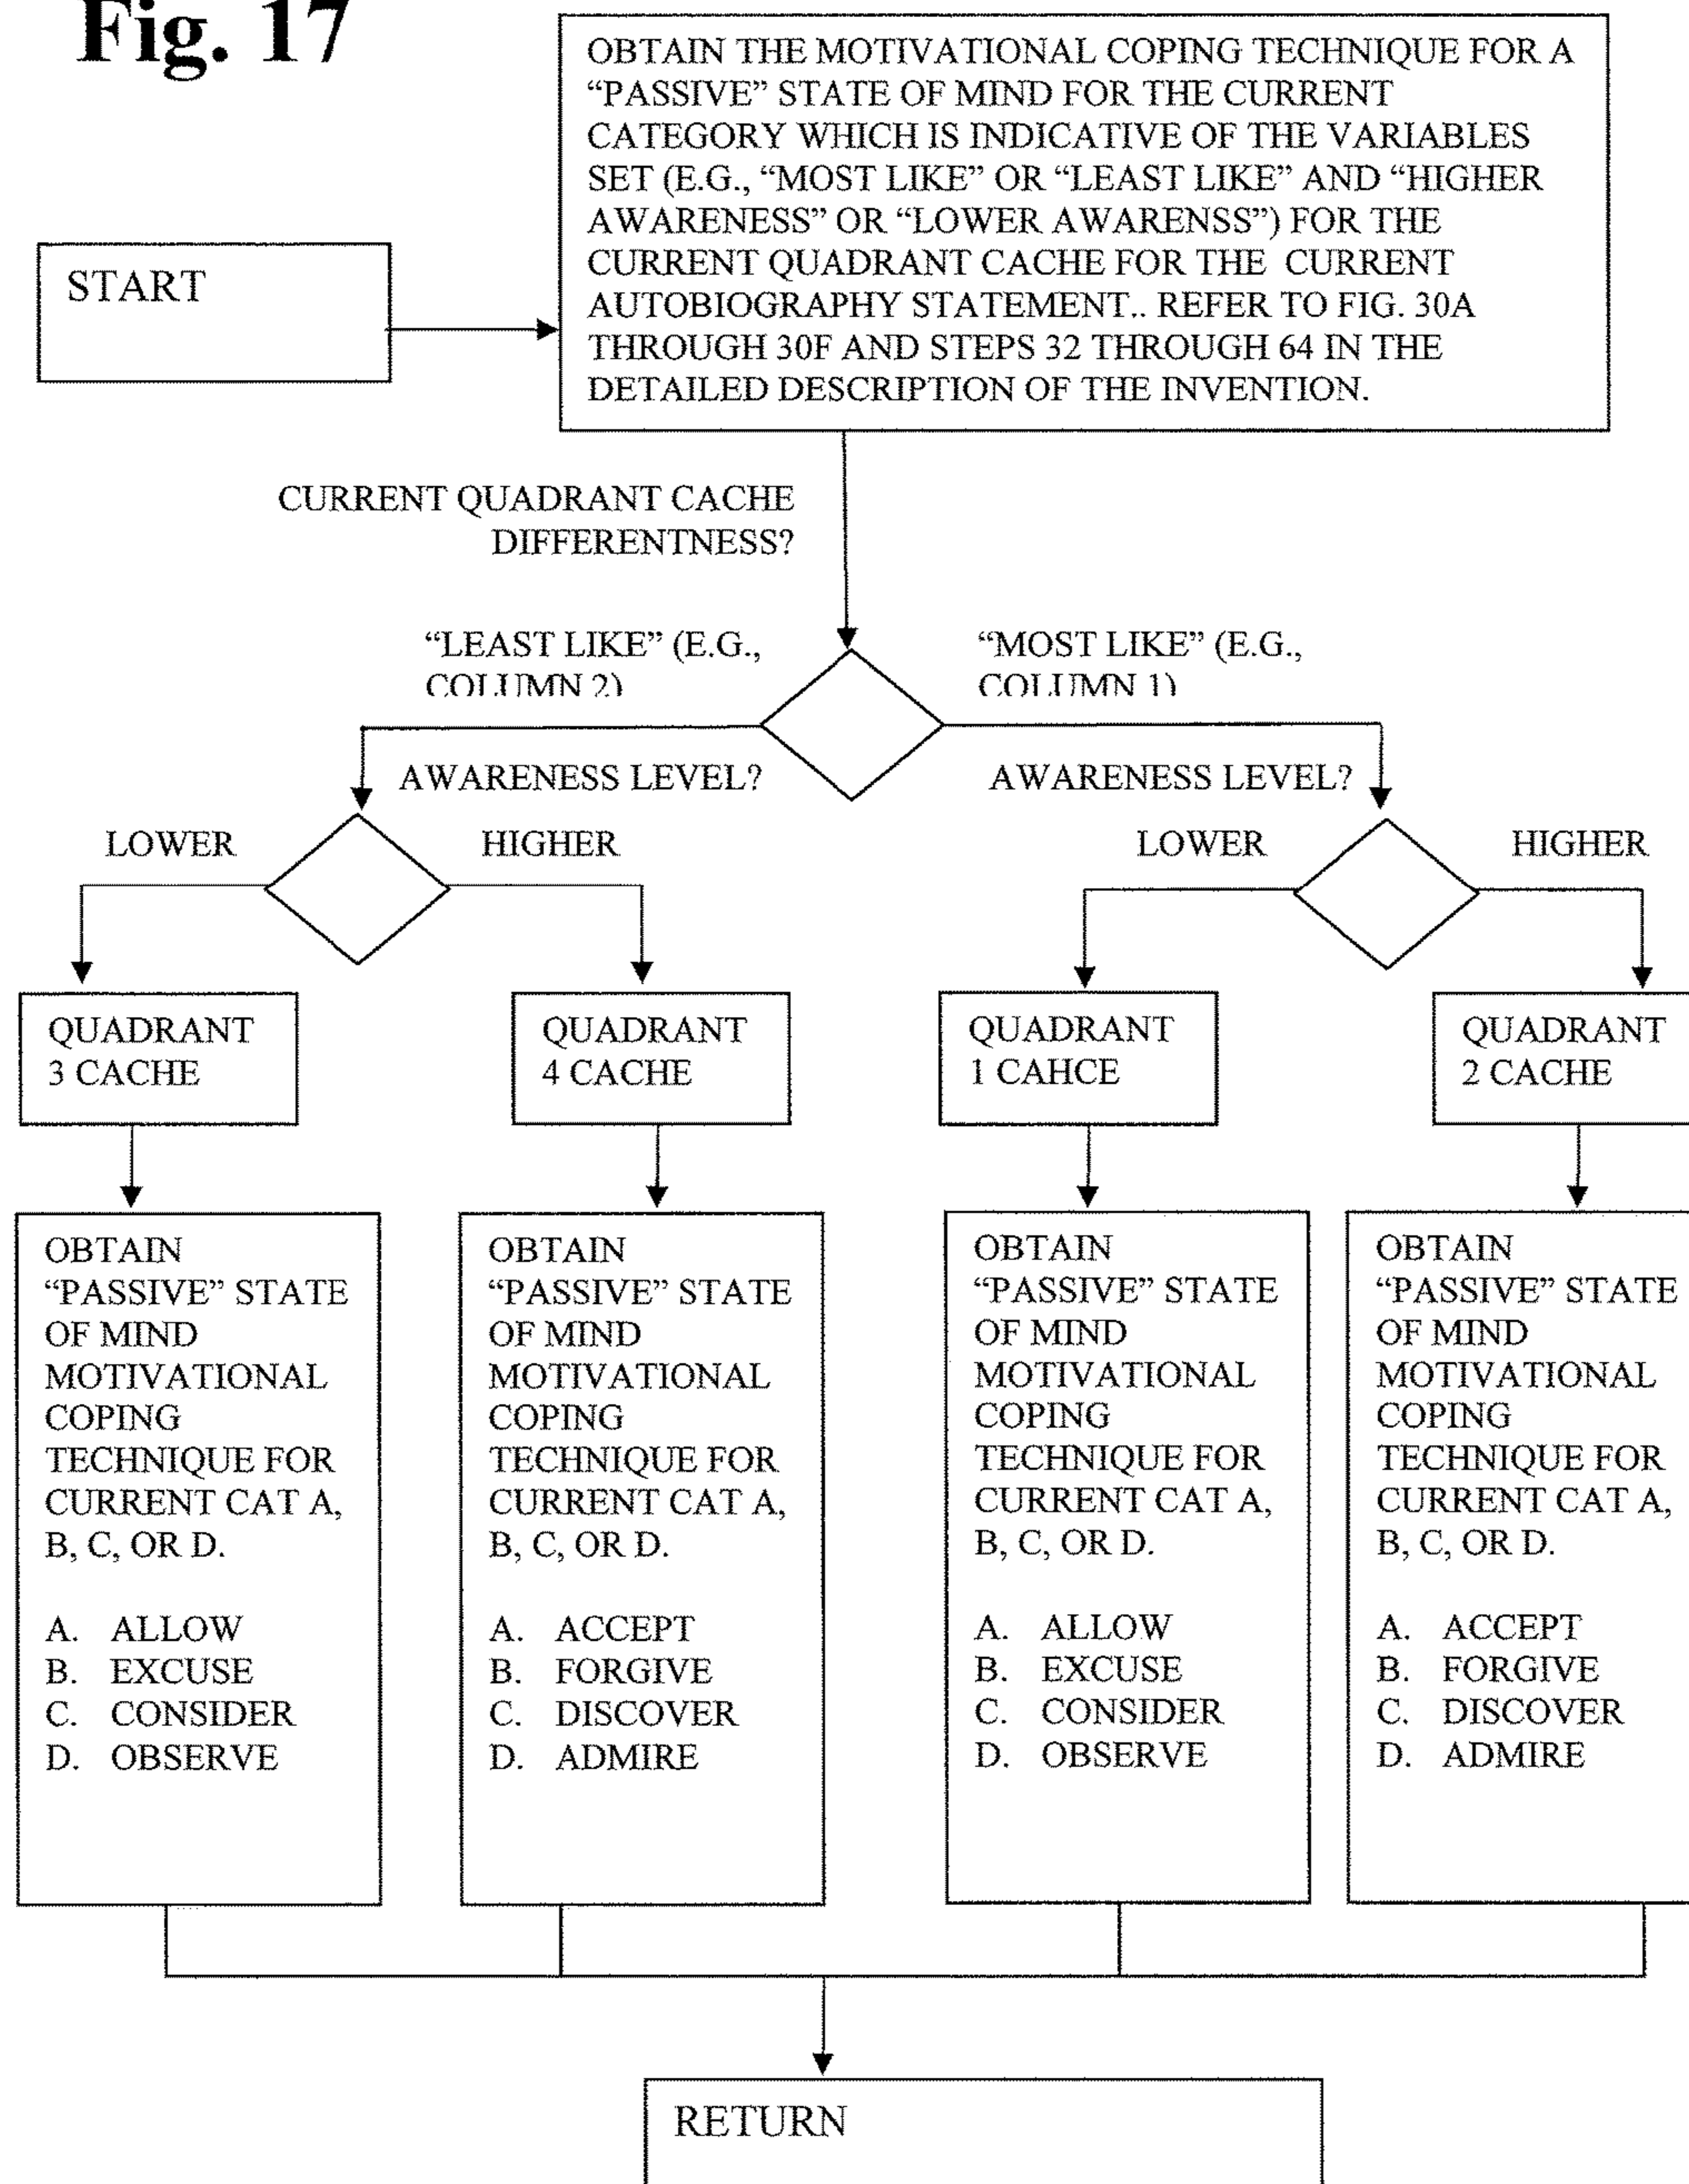 Fig. 17
OBTAIN THE MOTIVATIONAL COPING TECHNIQUE FOR A
“PASSIVE” STATE OF MIND FOR THE CURRENT
CATEGORY WHICH IS INDICATIVE OF THE VARIABLES
SET (E.G., “MOST LIKE” OR “LEAST LIKE” AND “HIGHER
AWARENESS” OR “LOWER AWARENSS”) FOR THE
CURRENT QUADRANT CACHE FOR THE CURRENT
AUTOBIOGRAPHY STATEMENT.. REFER TO FIG. 30A
THROUGH 30F AND STEPS 32 THROUGH 64 IN THE
DETAILED DESCRIPTION OF THE INVENTION.
START
CURRENT QUADRANT CACHE
DIFFERENTNESS?
“LEAST LIKE” (E.G.,
COLUMN 2)
“MOST LIKE” (E.G.,
COLUMN 1)
AWARENESS LEVEL?
AWARENESS LEVEL?
LOWER
HIGHER
LOWER
HIGHER
QUADRANT
3 CACHE
QUADRANT
4 CACHE
QUADRANT
1 CAHCE
QUADRANT
2 CACHE
OBTAIN
“PASSIVE” STATE
OF MIND
MOTIVATIONAL
COPING
TECHNIQUE FOR
CURRENT CAT A,
B, C, OR D.
A. ALLOW
B. EXCUSE
C. CONSIDER
D. OBSERVE
OBTAIN
“PASSIVE” STATE
OF MIND
MOTIVATIONAL
COPING
TECHNIQUE FOR
CURRENT CAT A,
B, C, OR D.
A. ACCEPT
B. FORGIVE
C. DISCOVER
D. ADMIRE
OBTAIN
“PASSIVE” STATE
OF MIND
MOTIVATIONAL
COPING
TECHNIQUE FOR
CURRENT CAT A,
B, C, OR D.
A. ALLOW
B. EXCUSE
C. CONSIDER
D. OBSERVE
OBTAIN
“PASSIVE” STATE
OF MIND
MOTIVATIONAL
COPING
TECHNIQUE FOR
CURRENT CAT A,
B, C, OR D.
A. ACCEPT
B. FORGIVE
C. DISCOVER
D. ADMIRE
RETURN